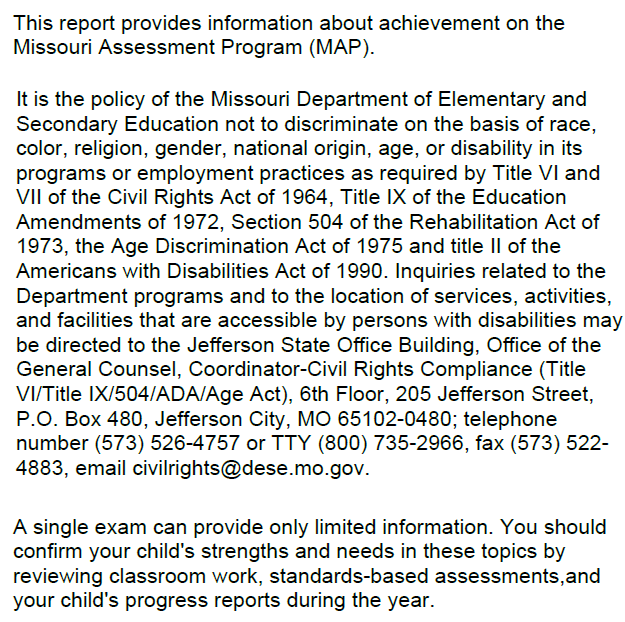 This report provides information about achievement on the
Missouri Assessment Program (MAP).
It is the policy of the Missouri Department of Elementary and
Secondary Education not to discriminate on the basis of race,
color, religion, gender, national origin, age, or disability in its
programs or employment practices as required by Title VI and
VII of the Civil Rights Act of 1964, Title IX of the Education
Amendments of 1972, Section 504 of the Rehabilitation Act of
1973, the Age Discrimination Act of 1975 and title II of the
Americans with Disabilities Act of 1990. Inquiries related to the
Department programs and to the location of services, activities,
and facilities that are accessible by persons with disabilities may
be directed to the Jefferson State Office Building, Office of the
General Counsel, Coordinator-Civil Rights Compliance (Title
VI/Title IX/504/ADA/Age Act), 6th Floor, 205 Jefferson Street,
P.O. Box 480, Jefferson City, MO 65102-0480; telephone
number (573) 526-4757 or TTY (800) 735-2966, fax (573) 522-
4883, email civilrights@dese.mo.gov.
A single exam can provide only limited information. You should
confirm your child's strengths and needs in these topics by
reviewing classroom work, standards-based assessments,and
your child's progress reports during the year.